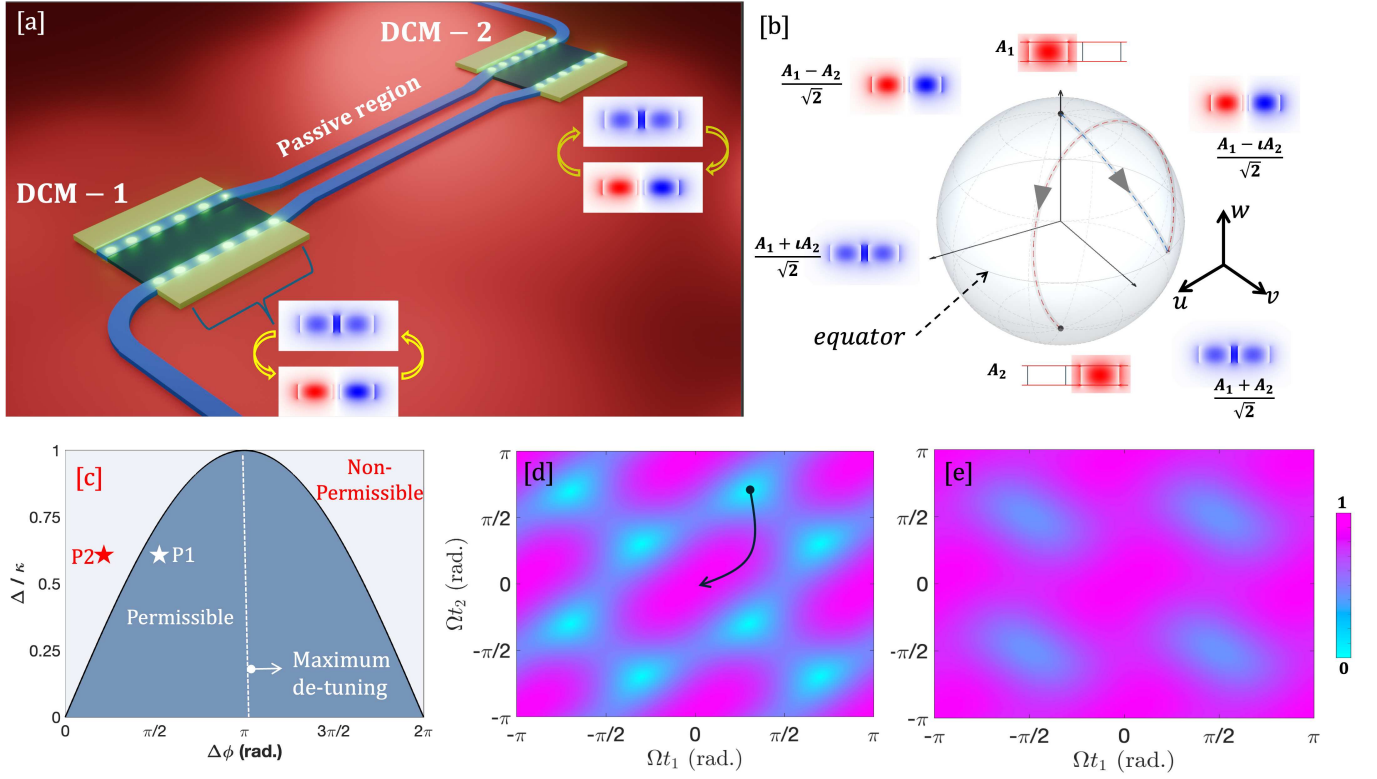 [a]
DCM – 2
Passive region
DCM – 1
[b]
A₁
A₁ − A₂
√2
A₁ − ιA₂
√2
A₁ + ιA₂
√2
w
u
v
equator
A₂
A₁ + A₂
√2
[c]
Non-
Permissible
P2
P1
Permissible
Maximum
de-tuning
1
0.75
0.5
0.25
0
Δ / κ
0
π/2
π
3π/2
2π
Δϕ (rad.)
[d]
π
π/2
0
-π/2
-π
Ωt₂ (rad.)
-π
-π/2
0
π/2
π
Ωt₁ (rad.)
[e]
π
π/2
0
-π/2
-π
-π
-π/2
0
π/2
π
Ωt₁ (rad.)
1
0